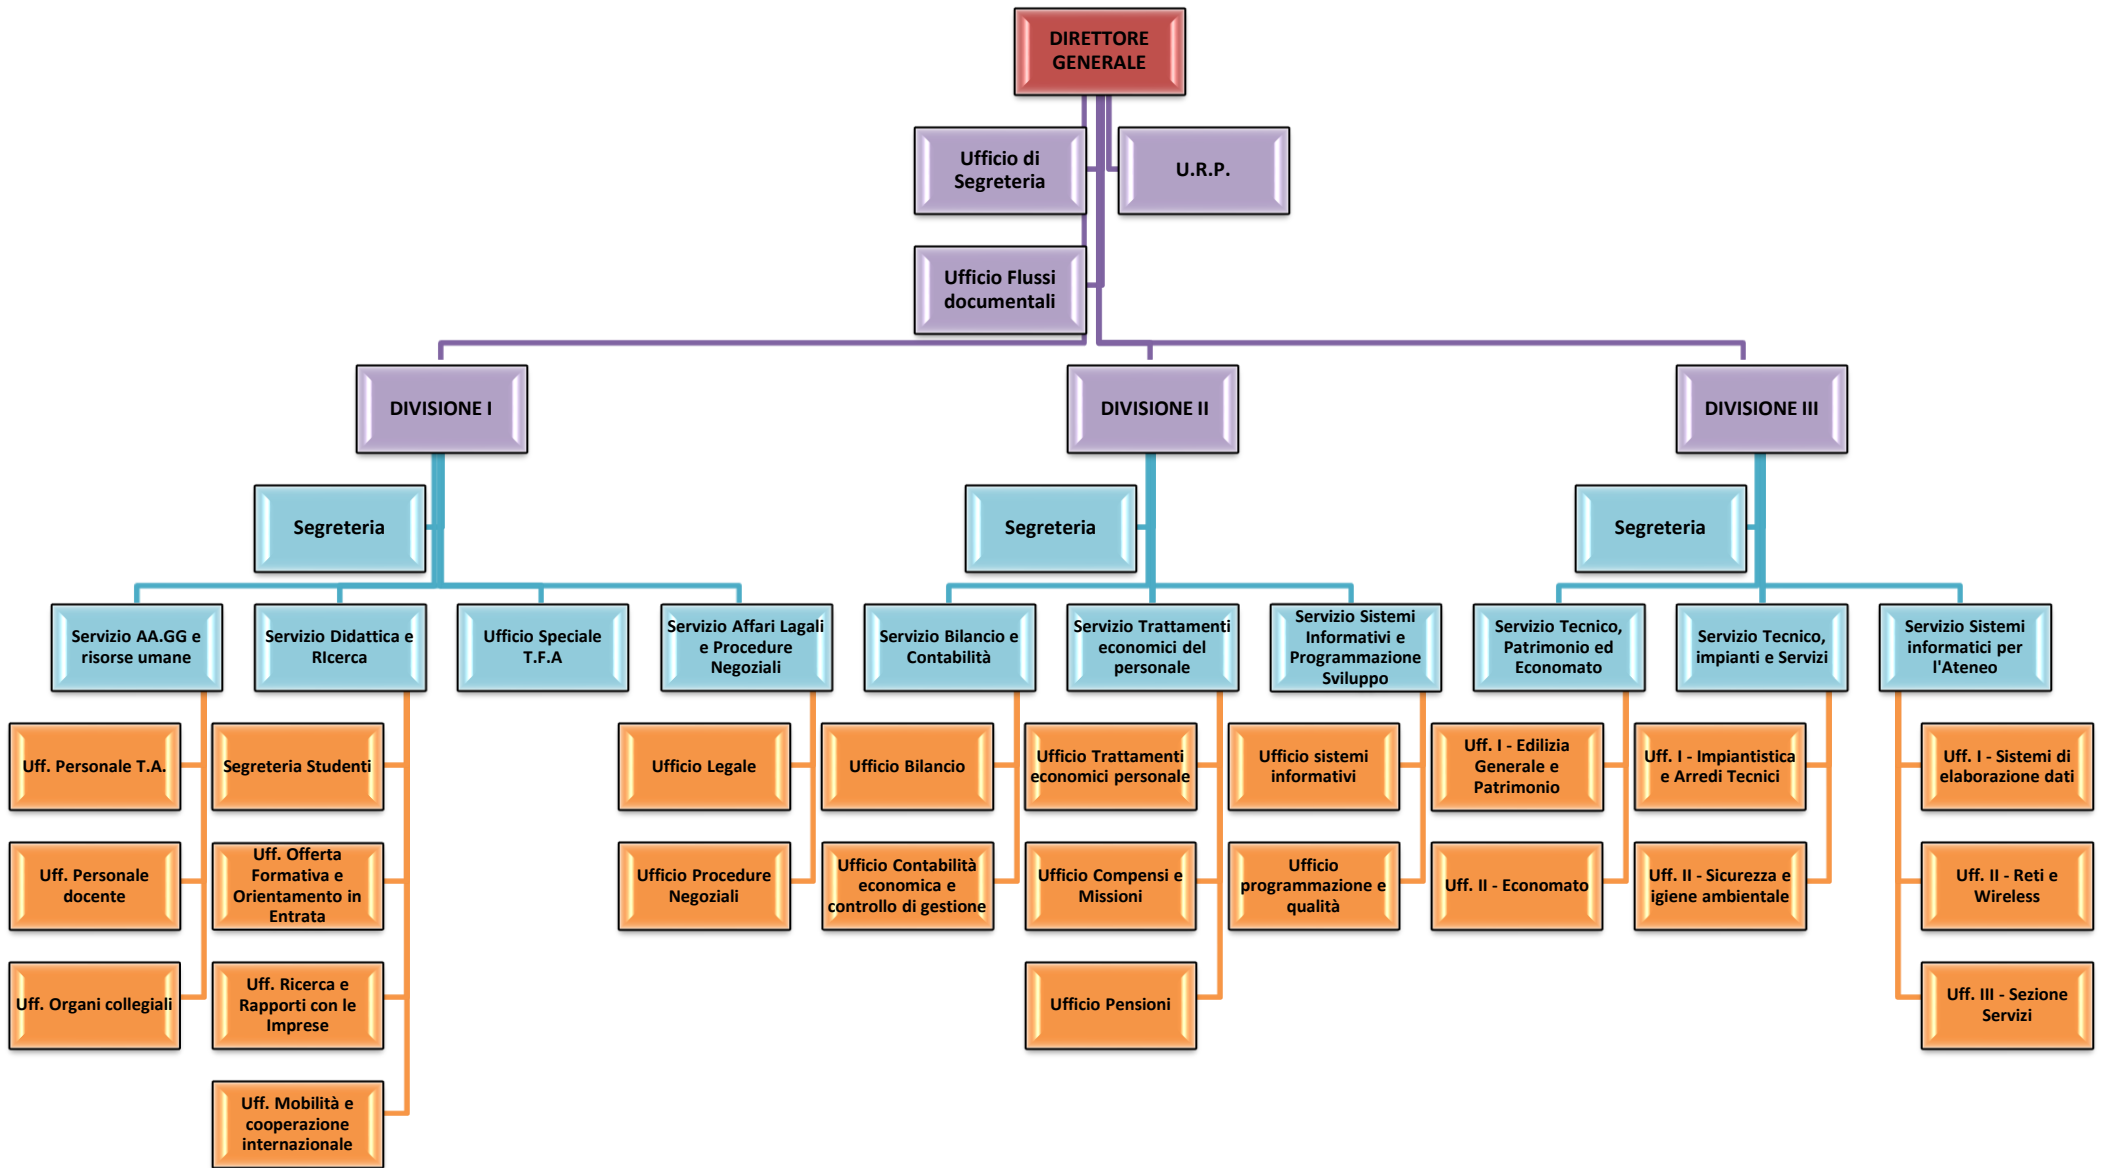 DIRETTORE
GENERALE
Ufficio di
Segreteria
U.R.P.
Ufficio Flussi
documentali
DIVISIONE I
DIVISIONE II
DIVISIONE III
Segreteria
Segreteria
Segreteria
Servizio AA.GG e
risorse umane
Servizio Didattica e
RIcerca
Ufficio Speciale
T.F.A
Servizio Affari Lagali
e Procedure
Negoziali
Servizio Bilancio e
Contabilità
Servizio Trattamenti
economici del
personale
Servizio Sistemi
Informativi e
Programmazione
Sviluppo
Servizio Tecnico,
Patrimonio ed
Economato
Servizio Tecnico,
impianti e Servizi
Servizio Sistemi
informatici per
l'Ateneo
Uff. Personale T.A.
Segreteria Studenti
Ufficio Legale
Ufficio Bilancio
Ufficio Trattamenti
economici personale
Ufficio sistemi
informativi
Uff. I - Edilizia
Generale e
Patrimonio
Uff. I - Impiantistica
e Arredi Tecnici
Uff. I - Sistemi di
elaborazione dati
Uff. Personale
docente
Uff. Offerta
Formativa e
Orientamento in
Entrata
Ufficio Procedure
Negoziali
Ufficio Contabilità
economica e
controllo di gestione
Ufficio Compensi e
Missioni
Ufficio
programmazione e
qualità
Uff. II - Economato
Uff. II - Sicurezza e
igiene ambientale
Uff. II - Reti e
Wireless
Uff. Organi collegiali
Uff. Ricerca e
Rapporti con le
Imprese
Ufficio Pensioni
Uff. III - Sezione
Servizi
Uff. Mobilità e
cooperazione
internazionale